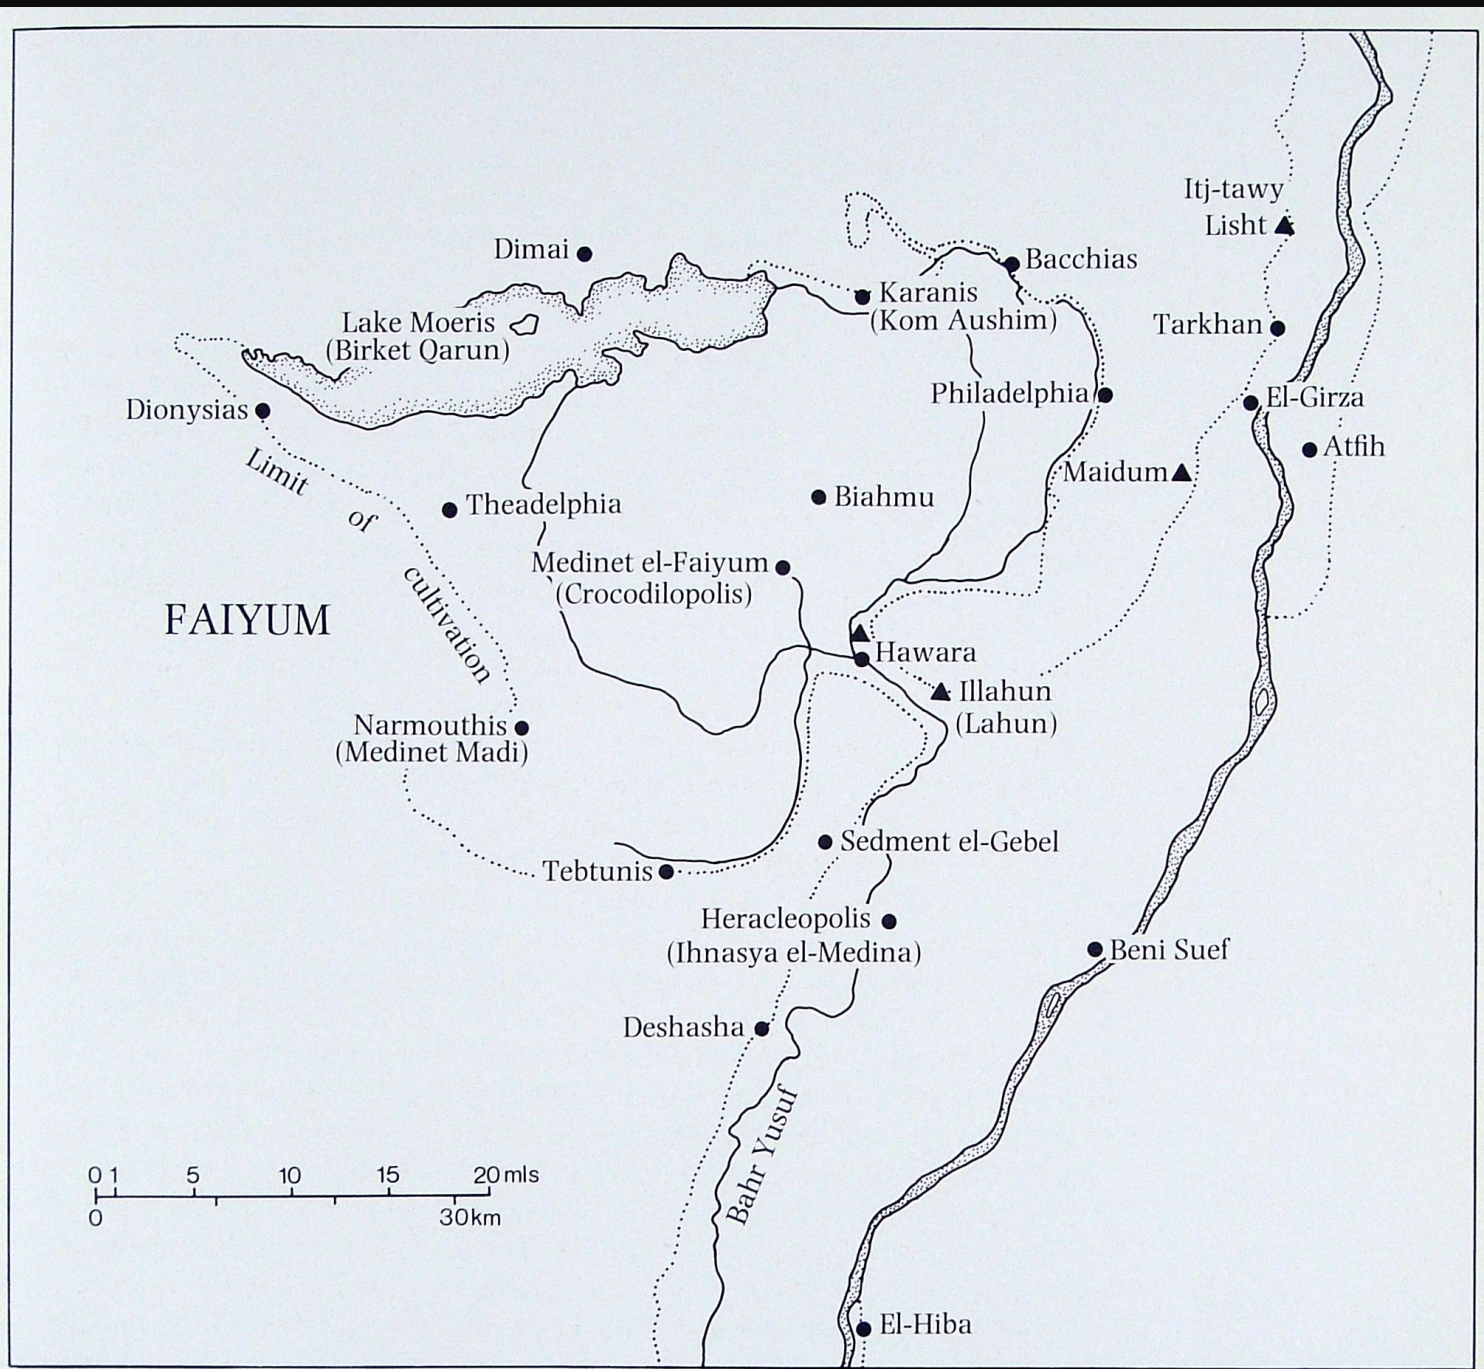 Itj-tawy
Lisht
Dimai
Bacchias
Karanis
(Kom Aushim)
Lake Moeris
(Birket Qarun)
Tarkhan
Philadelphia
El-Girza
Dionysias
Atfih
Limit of cultivation
Maidum
Theadelphia
Biahmu
Medinet el-Faiyum
(Crocodilopolis)
FAIYUM
Hawara
Illahun
(Lahun)
Narmouthis
(Medinet Madi)
Sedment el-Gebel
Tebtunis
Heracleopolis
(Ihnasya el-Medina)
Beni Suef
Deshasha
Bahr Yusuf
0 1 5 10 15 20 mls
0 30 km
El-Hiba